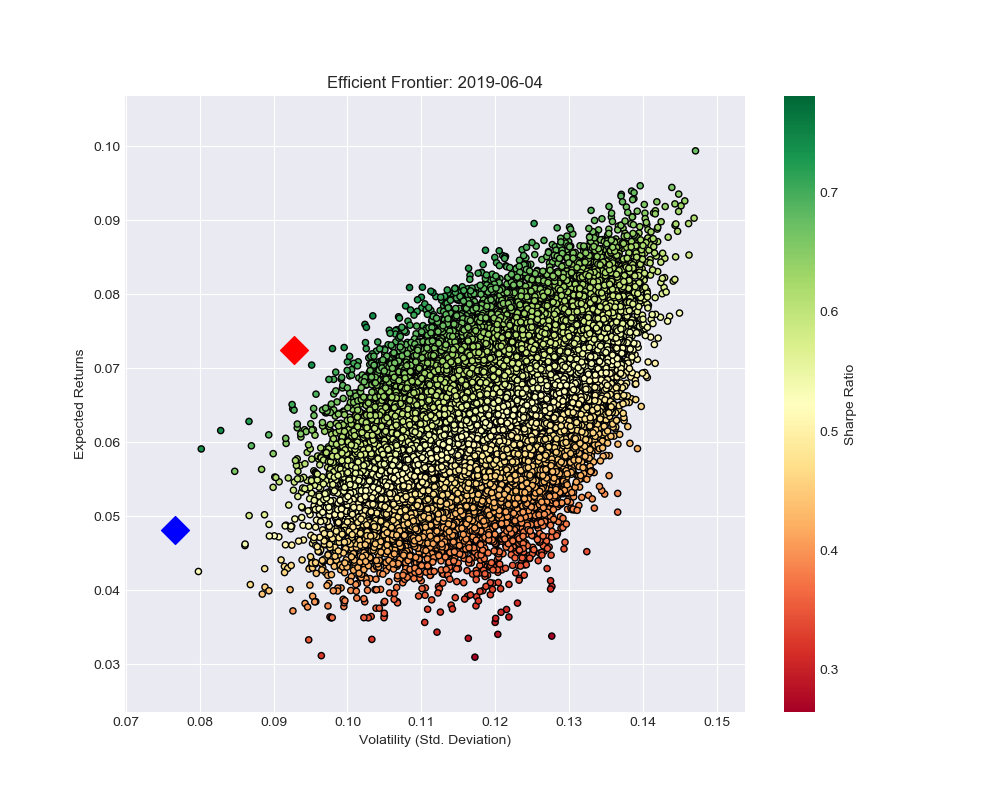 Efficient Frontier: 2019-06-04
Expected Returns
0.10
0.09
0.08
0.07
0.06
0.05
0.04
0.03
0.07 0.08 0.09 0.10 0.11 0.12 0.13 0.14 0.15
Volatility (Std. Deviation)
0.7
0.6
0.5
0.4
0.3
Sharpe Ratio